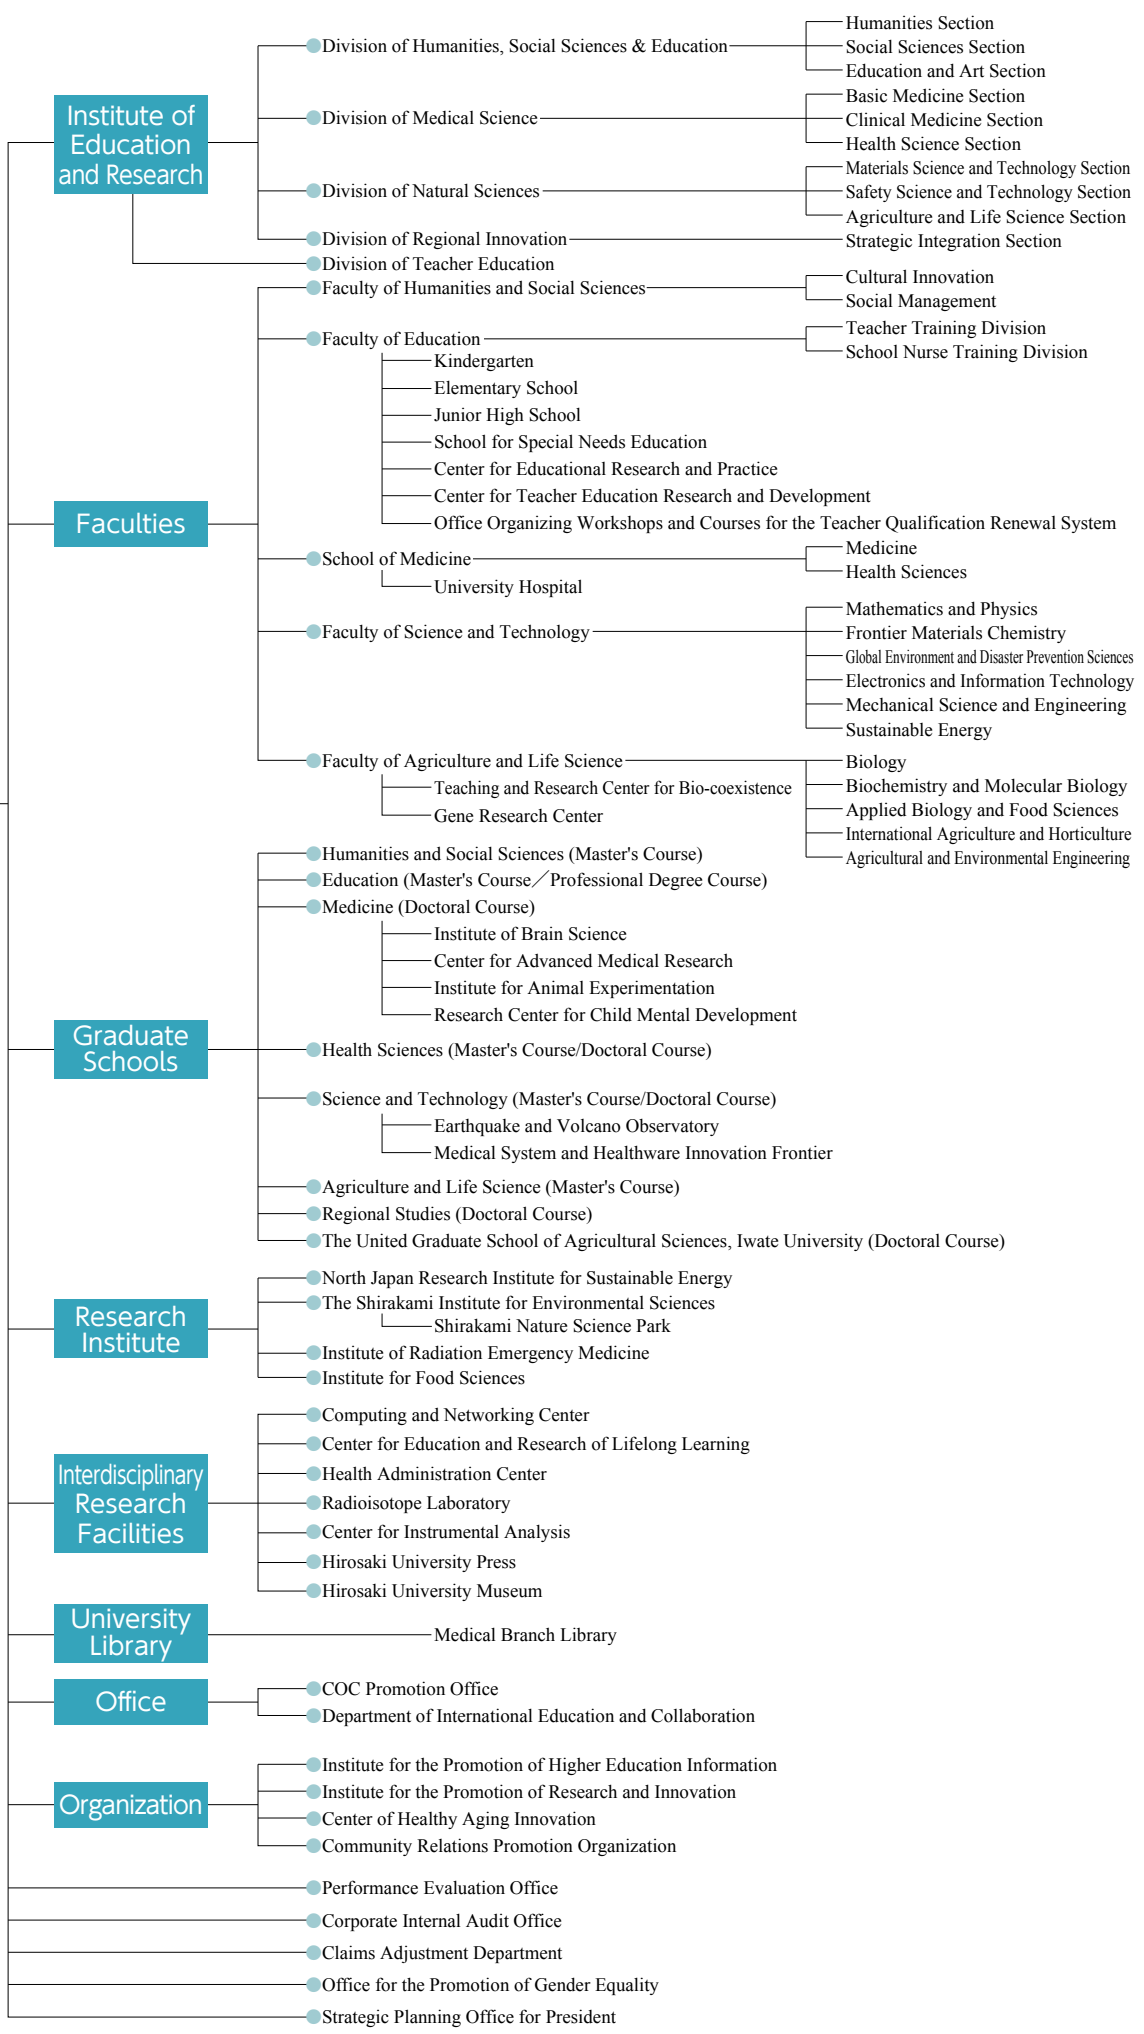 Institute of
Education
and Research
Division of Humanities, Social Sciences & Education
Humanities Section
Social Sciences Section
Education and Art Section
Division of Medical Science
Basic Medicine Section
Clinical Medicine Section
Health Science Section
Division of Natural Sciences
Materials Science and Technology Section
Safety Science and Technology Section
Agriculture and Life Science Section
Division of Regional Innovation
Strategic Integration Section
Division of Teacher Education
Faculties
Faculty of Humanities and Social Sciences
Cultural Innovation
Social Management
Faculty of Education
Teacher Training Division
School Nurse Training Division
Kindergarten
Elementary School
Junior High School
School for Special Needs Education
Center for Educational Research and Practice
Center for Teacher Education Research and Development
Office Organizing Workshops and Courses for the Teacher Qualification Renewal System
School of Medicine
Medicine
Health Sciences
University Hospital
Faculty of Science and Technology
Mathematics and Physics
Frontier Materials Chemistry
Global Environment and Disaster Prevention Sciences
Electronics and Information Technology
Mechanical Science and Engineering
Sustainable Energy
Faculty of Agriculture and Life Science
Teaching and Research Center for Bio-coexistence
Gene Research Center
Biology
Biochemistry and Molecular Biology
Applied Biology and Food Sciences
International Agriculture and Horticulture
Agricultural and Environmental Engineering
Graduate
Schools
Humanities and Social Sciences (Master's Course)
Education (Master's Course／Professional Degree Course)
Medicine (Doctoral Course)
Institute of Brain Science
Center for Advanced Medical Research
Institute for Animal Experimentation
Research Center for Child Mental Development
Health Sciences (Master's Course/Doctoral Course)
Science and Technology (Master's Course/Doctoral Course)
Earthquake and Volcano Observatory
Medical System and Healthware Innovation Frontier
Agriculture and Life Science (Master's Course)
Regional Studies (Doctoral Course)
The United Graduate School of Agricultural Sciences, Iwate University (Doctoral Course)
Research
Institute
North Japan Research Institute for Sustainable Energy
The Shirakami Institute for Environmental Sciences
Shirakami Nature Science Park
Institute of Radiation Emergency Medicine
Institute for Food Sciences
Interdisciplinary
Research
Facilities
Computing and Networking Center
Center for Education and Research of Lifelong Learning
Health Administration Center
Radioisotope Laboratory
Center for Instrumental Analysis
Hirosaki University Press
Hirosaki University Museum
University
Library
Medical Branch Library
Office
COC Promotion Office
Department of International Education and Collaboration
Organization
Institute for the Promotion of Higher Education Information
Institute for the Promotion of Research and Innovation
Center of Healthy Aging Innovation
Community Relations Promotion Organization
Performance Evaluation Office
Corporate Internal Audit Office
Claims Adjustment Department
Office for the Promotion of Gender Equality
Strategic Planning Office for President